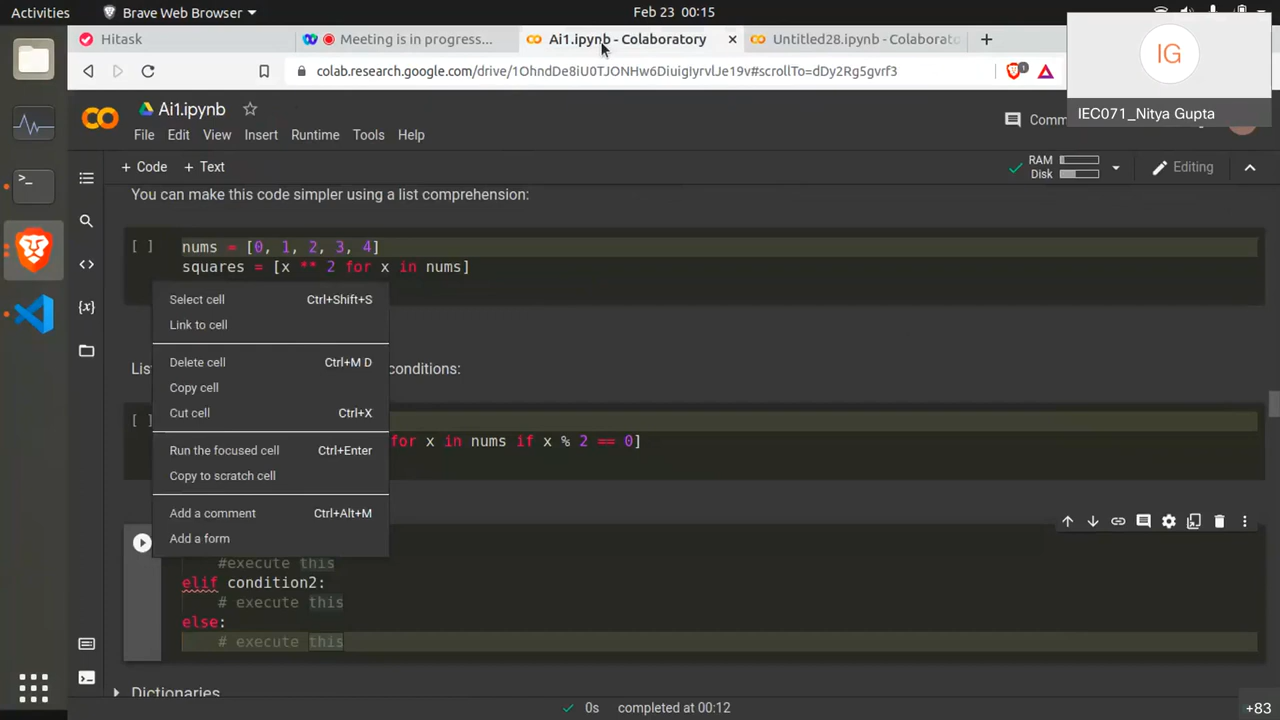 Activities
Brave Web Browser
Feb 23 00:15
Hitask
Meeting is in progress...
Ai1.ipynb - Colaboratory
Untitled28.ipynb - Colaborato
colab.research.google.com/drive/1OhndDe8iU0TJONHw6DiuigIyrvlJe19v#scrollTo=dDy2Rg5gvrf3
1
IG
IEC071_Nitya Gupta
Ai1.ipynb
Comm
File Edit View Insert Runtime Tools Help
+ Code + Text
RAM
Disk
Editing
You can make this code simpler using a list comprehension:
[ ] nums = [0, 1, 2, 3, 4]
squares = [x ** 2 for x in nums]
Select cell Ctrl+Shift+S
Link to cell
Delete cell Ctrl+M D
Copy cell
Cut cell Ctrl+X
Run the focused cell Ctrl+Enter
Copy to scratch cell
Add a comment Ctrl+Alt+M
Add a form
Lis
conditions:
[ ]
for x in nums if x % 2 == 0]
#execute this
elif condition2:
# execute this
else:
# execute this
Dictionaries
0s completed at 00:12
+83